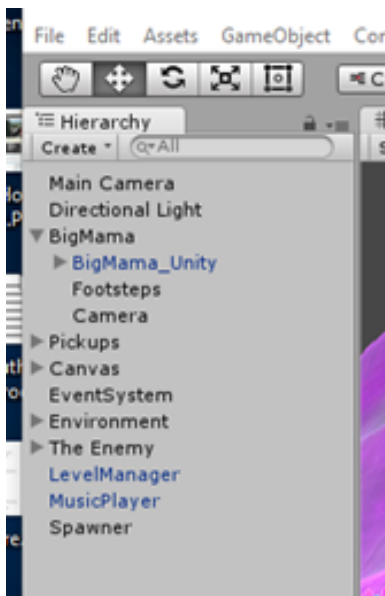 File Edit Assets GameObject
Hierarchy
Create All
Main Camera
Directional Light
BigMama
BigMama_Unity
Footsteps
Camera
Pickups
Canvas
EventSystem
Environment
The Enemy
LevelManager
MusicPlayer
Spawner